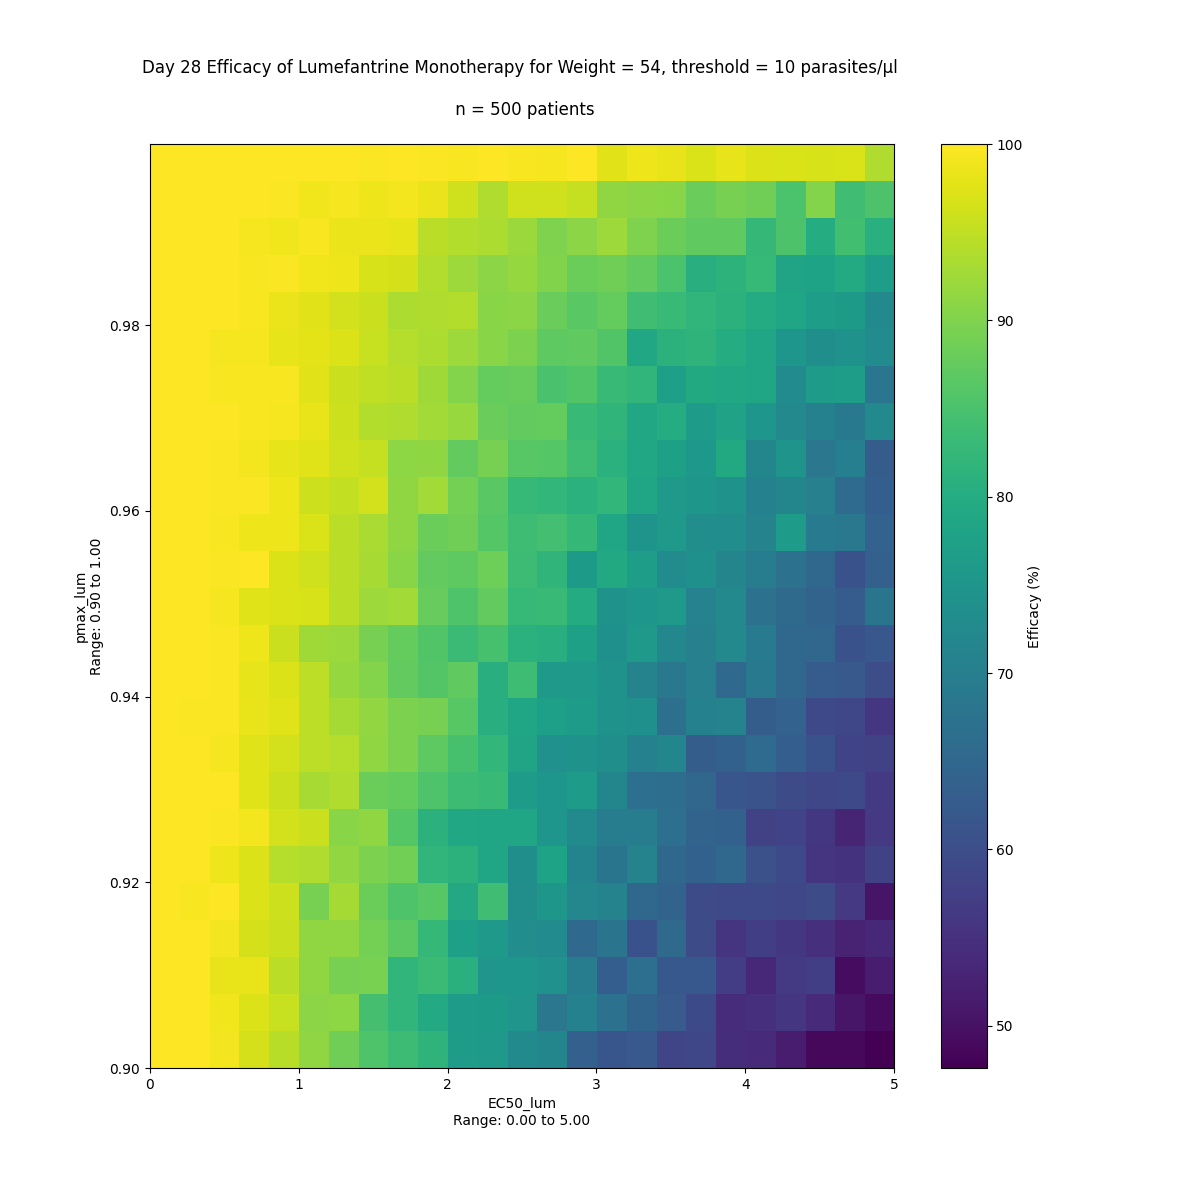 Day 28 Efficacy of Lumefantrine Monotherapy for Weight = 54, threshold = 10 parasites/µl
n = 500 patients
100
90
80
70
60
50
Efficacy (%)
0.98
0.96
0.94
0.92
0.90
pmax_lum
Range: 0.90 to 1.00
0 1 2 3 4 5
EC50_lum
Range: 0.00 to 5.00